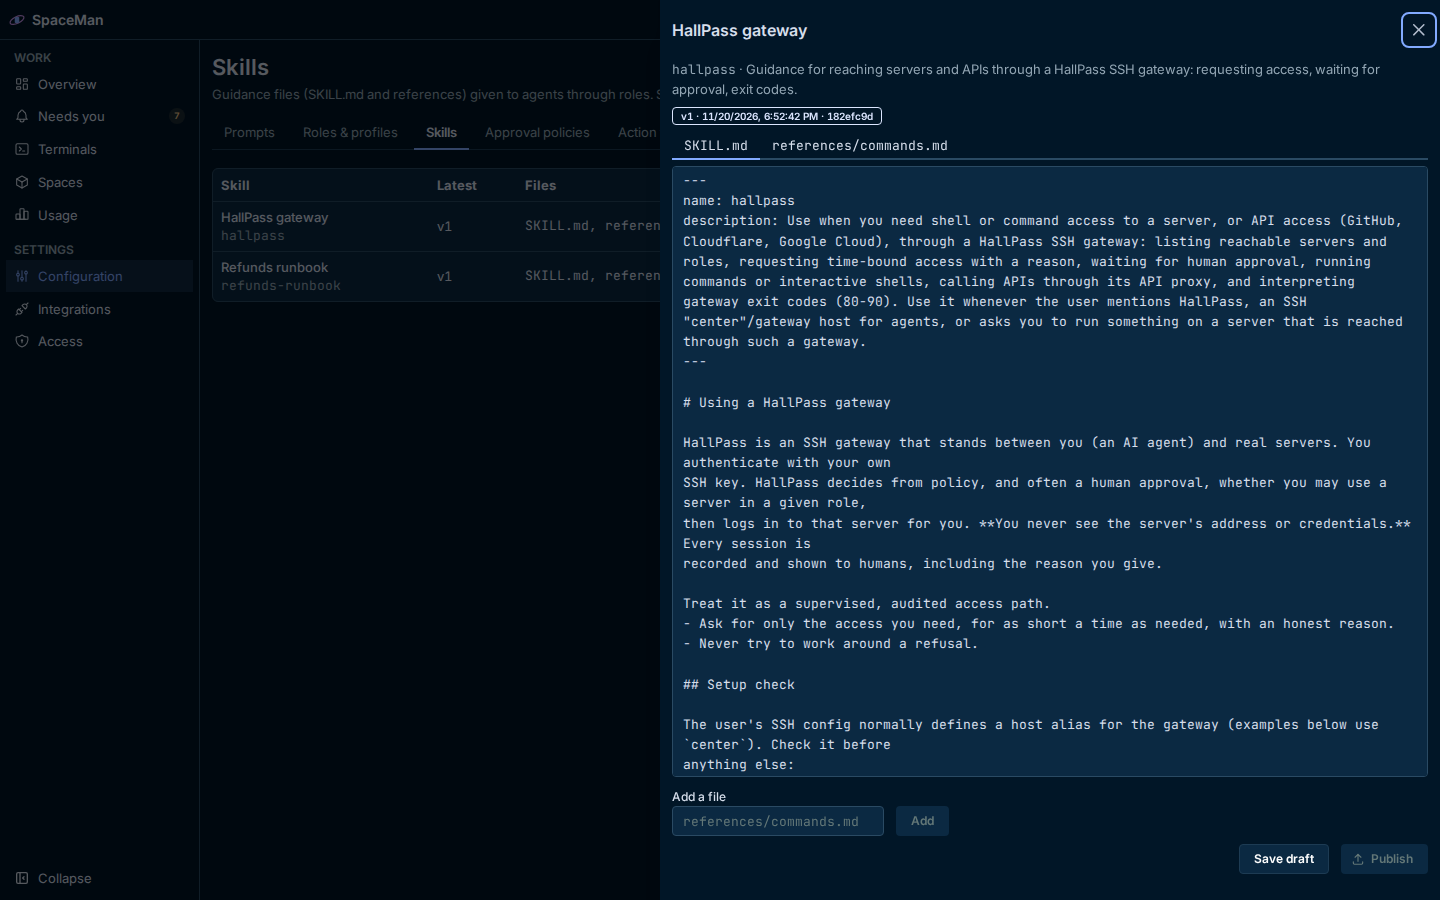 SpaceMan
WORK
Overview
Needs you 7
Terminals
Spaces
Usage
SETTINGS
Configuration
Integrations
Access
Collapse
Skills
Guidance files (SKILL.md and references) given to agents through roles. S
Prompts Roles & profiles Skills Approval policies Action
Skill Latest Files
HallPass gateway
hallpass
v1 SKILL.md, referen
Refunds runbook
refunds-runbook
v1 SKILL.md, referen
HallPass gateway
hallpass · Guidance for reaching servers and APIs through a HallPass SSH gateway: requesting access, waiting for
approval, exit codes.
v1 · 11/20/2026, 6:52:42 PM · 182efc9d
SKILL.md references/commands.md
---
name: hallpass
description: Use when you need shell or command access to a server, or API access (GitHub,
Cloudflare, Google Cloud), through a HallPass SSH gateway: listing reachable servers and
roles, requesting time-bound access with a reason, waiting for human approval, running
commands or interactive shells, calling APIs through its API proxy, and interpreting
gateway exit codes (80-90). Use it whenever the user mentions HallPass, an SSH
"center"/gateway host for agents, or asks you to run something on a server that is reached
through such a gateway.
---
# Using a HallPass gateway
HallPass is an SSH gateway that stands between you (an AI agent) and real servers. You
authenticate with your own
SSH key. HallPass decides from policy, and often a human approval, whether you may use a
server in a given role,
then logs in to that server for you. **You never see the server's address or credentials.**
Every session is
recorded and shown to humans, including the reason you give.
Treat it as a supervised, audited access path.
- Ask for only the access you need, for as short a time as needed, with an honest reason.
- Never try to work around a refusal.
## Setup check
The user's SSH config normally defines a host alias for the gateway (examples below use
`center`). Check it before
anything else:
Add a file
references/commands.md Add
Save draft Publish